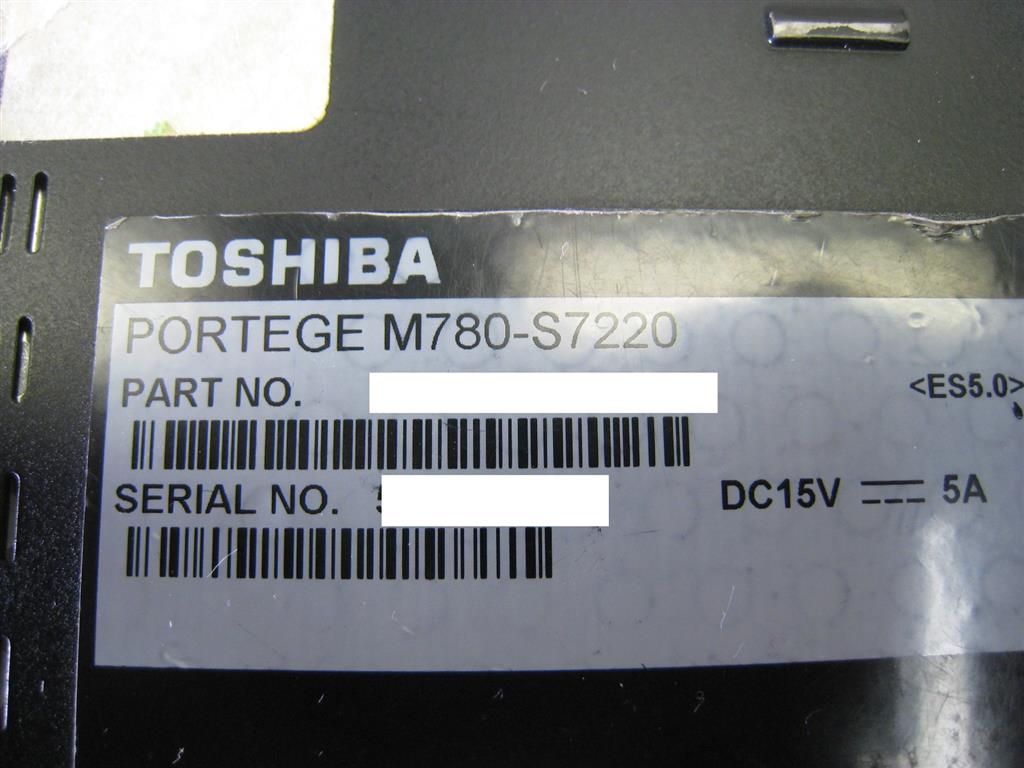 TOSHIBA
PORTEGE M780-S7220
PART NO.
<ES5.0>
SERIAL NO.
DC15V 5A